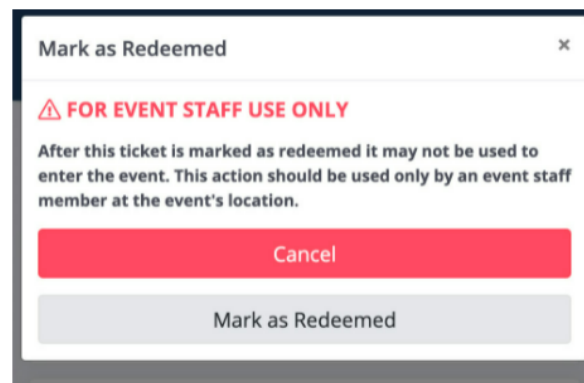 Mark as Redeemed ×
⚠ FOR EVENT STAFF USE ONLY
After this ticket is marked as redeemed it may not be used to
enter the event. This action should be used only by an event staff
member at the event's location.
Cancel
Mark as Redeemed